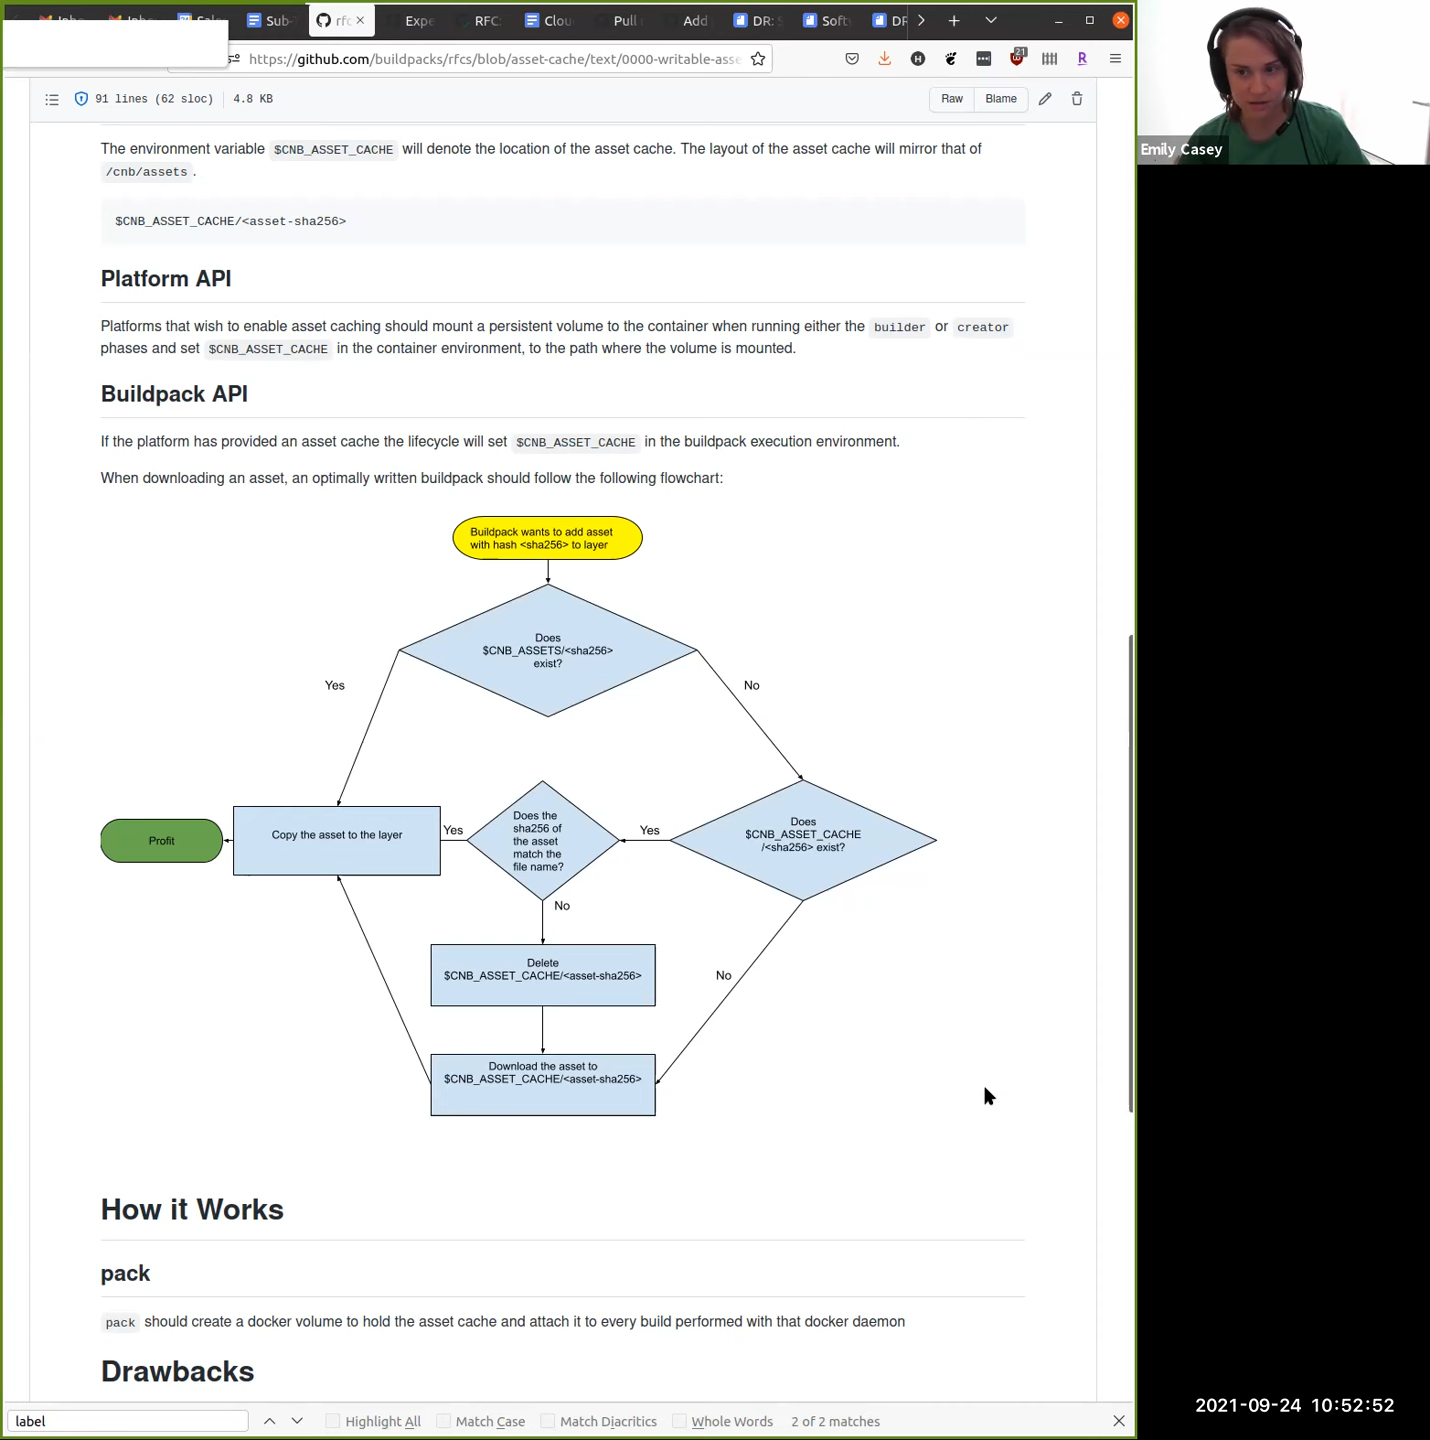 Sub-
rfc
Expe
RFC:
Clou
Pull
Add
DR:
Soft
DR
https://github.com/buildpacks/rfcs/blob/asset-cache/text/0000-writable-asse
21
91 lines (62 sloc) 4.8 KB
Raw Blame
The environment variable $CNB_ASSET_CACHE will denote the location of the asset cache. The layout of the asset cache will mirror that of
/cnb/assets .
$CNB_ASSET_CACHE/<asset-sha256>
Platform API
Platforms that wish to enable asset caching should mount a persistent volume to the container when running either the builder or creator
phases and set $CNB_ASSET_CACHE in the container environment, to the path where the volume is mounted.
Buildpack API
If the platform has provided an asset cache the lifecycle will set $CNB_ASSET_CACHE in the buildpack execution environment.
When downloading an asset, an optimally written buildpack should follow the following flowchart:
Buildpack wants to add asset
with hash <sha256> to layer
Does
$CNB_ASSETS/<sha256>
exist?
Yes
No
Profit
Copy the asset to the layer
Yes
Does the
sha256 of
the asset
match the
file name?
Yes
Does
$CNB_ASSET_CACHE
/<sha256> exist?
No
Delete
$CNB_ASSET_CACHE/<asset-sha256>
No
Download the asset to
$CNB_ASSET_CACHE/<asset-sha256>
How it Works
pack
pack should create a docker volume to hold the asset cache and attach it to every build performed with that docker daemon
Drawbacks
label
Highlight All
Match Case
Match Diacritics
Whole Words
2 of 2 matches
Emily Casey
2021-09-24 10:52:52